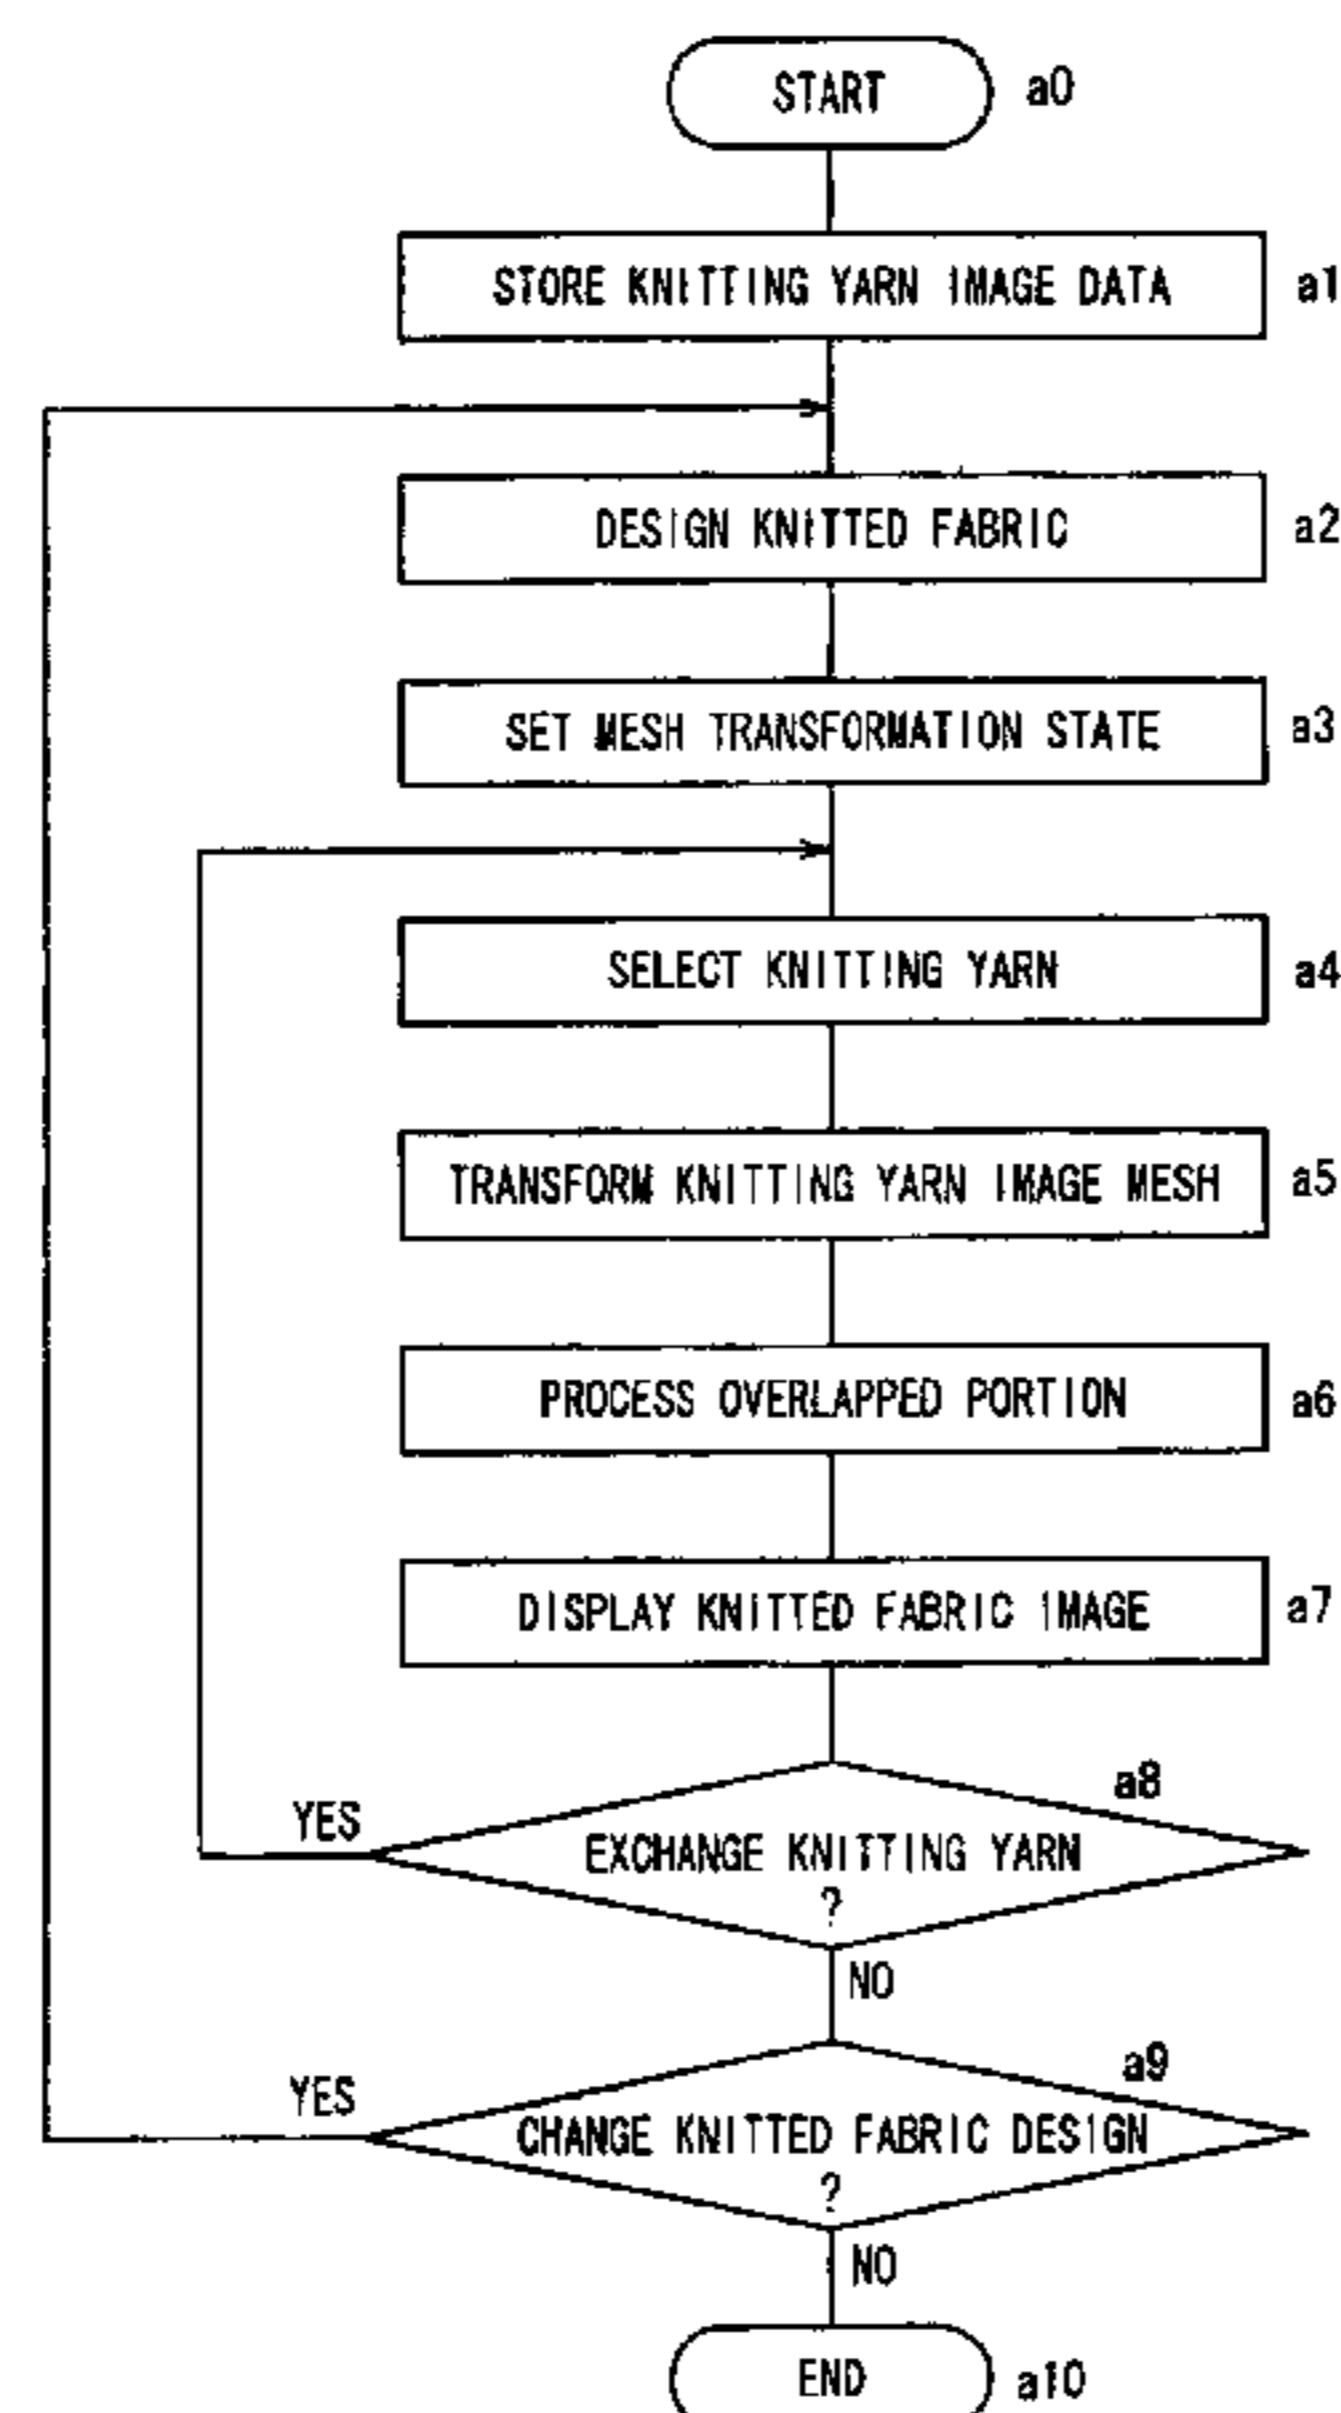 START a0
STORE KNITTING YARN IMAGE DATA a1
DESIGN KNITTED FABRIC a2
SET MESH TRANSFORMATION STATE a3
SELECT KNITTING YARN a4
TRANSFORM KNITTING YARN IMAGE MESH a5
PROCESS OVERLAPPED PORTION a6
DISPLAY KNITTED FABRIC IMAGE a7
a8
YES
EXCHANGE KNITTING YARN
?
NO
a9
YES
CHANGE KNITTED FABRIC DESIGN
?
NO
END a10